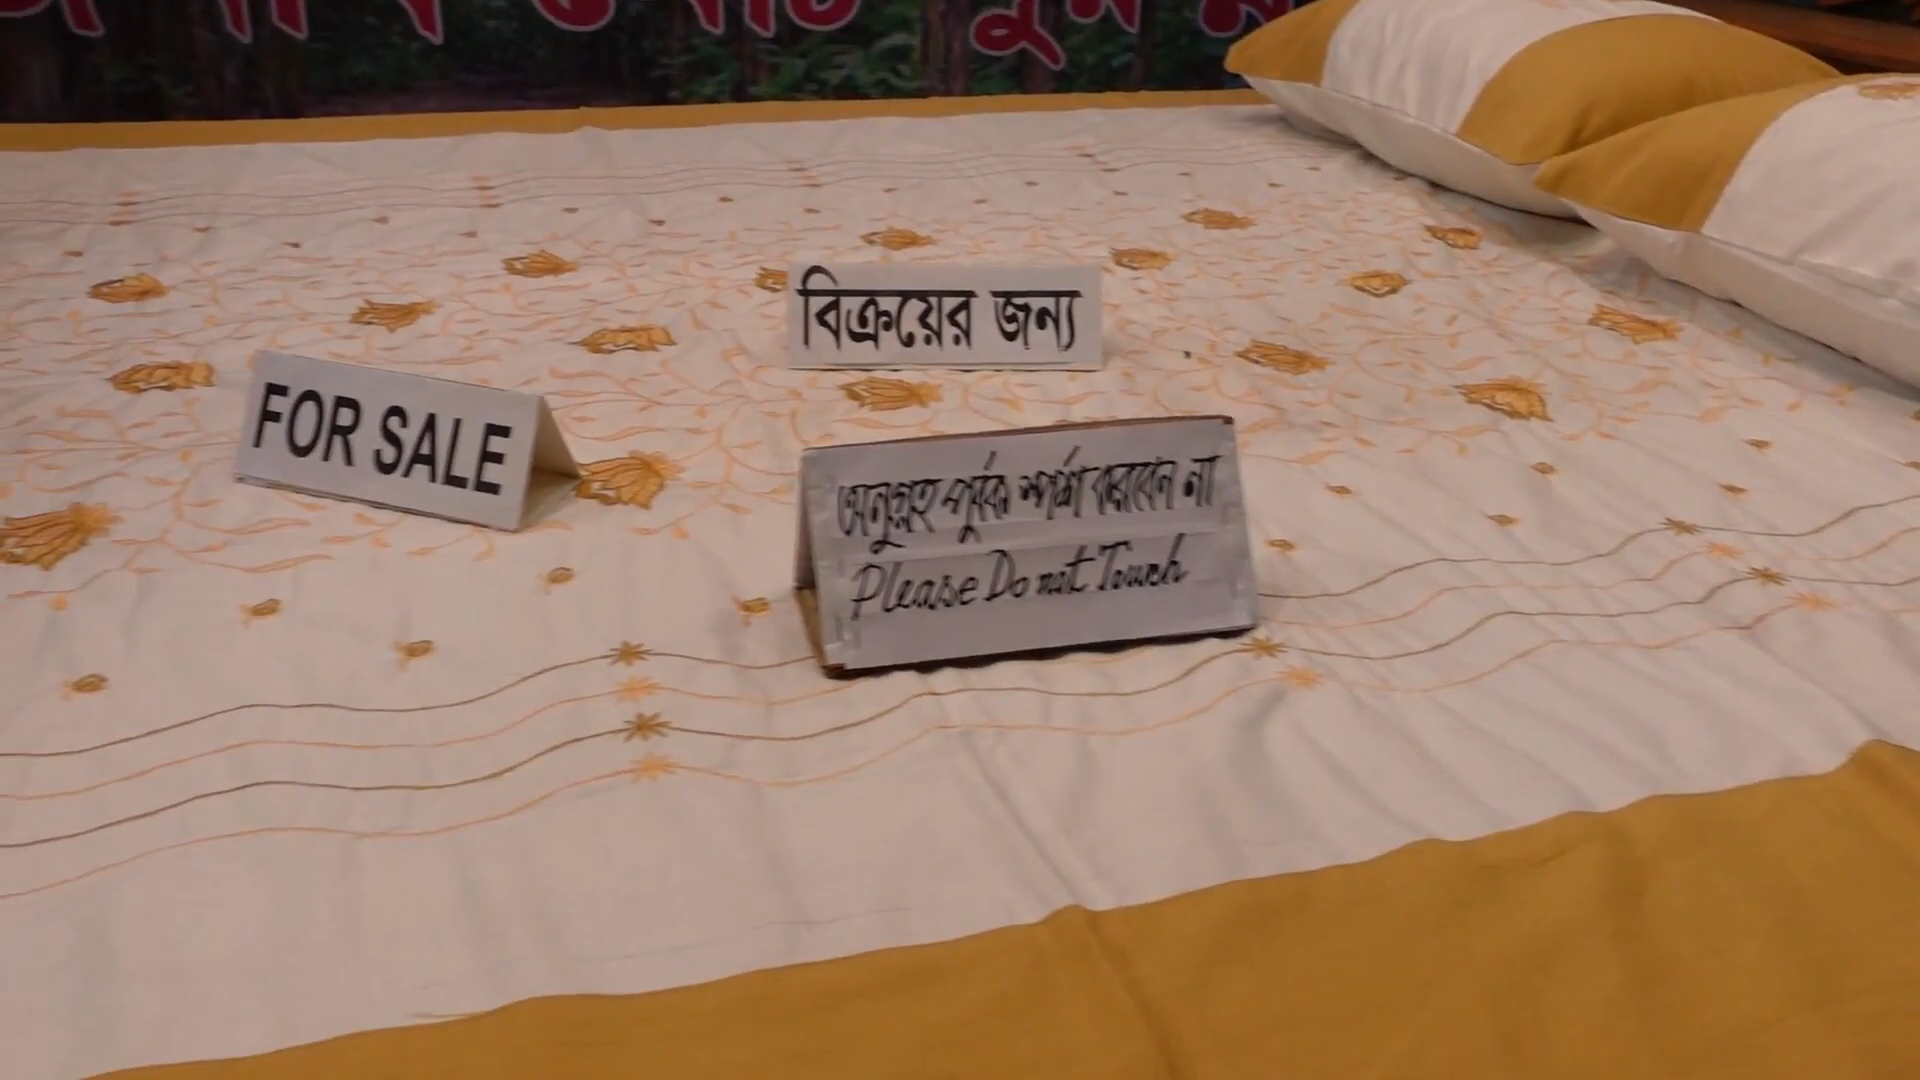 বিক্রয়ের জন্য
FOR SALE
অনুগ্রহ পূর্বক স্পর্শ করবেন না
Please Do not Touch